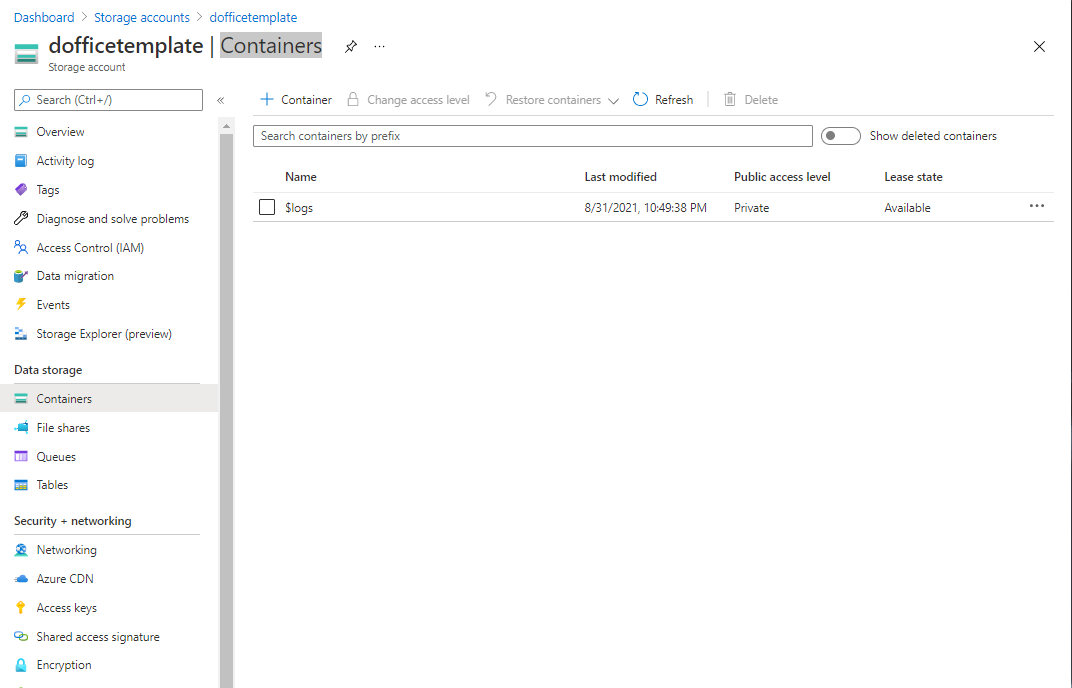 Dashboard > Storage accounts > dofficetemplate
dofficetemplate | Containers ...
Storage account
Search (Ctrl+/)
«
Overview
Activity log
Tags
Diagnose and solve problems
Access Control (IAM)
Data migration
Events
Storage Explorer (preview)
Data storage
Containers
File shares
Queues
Tables
Security + networking
Networking
Azure CDN
Access keys
Shared access signature
Encryption
+ Container Change access level Restore containers Refresh Delete
Search containers by prefix Show deleted containers
Name Last modified Public access level Lease state
$logs 8/31/2021, 10:49:38 PM Private Available ...